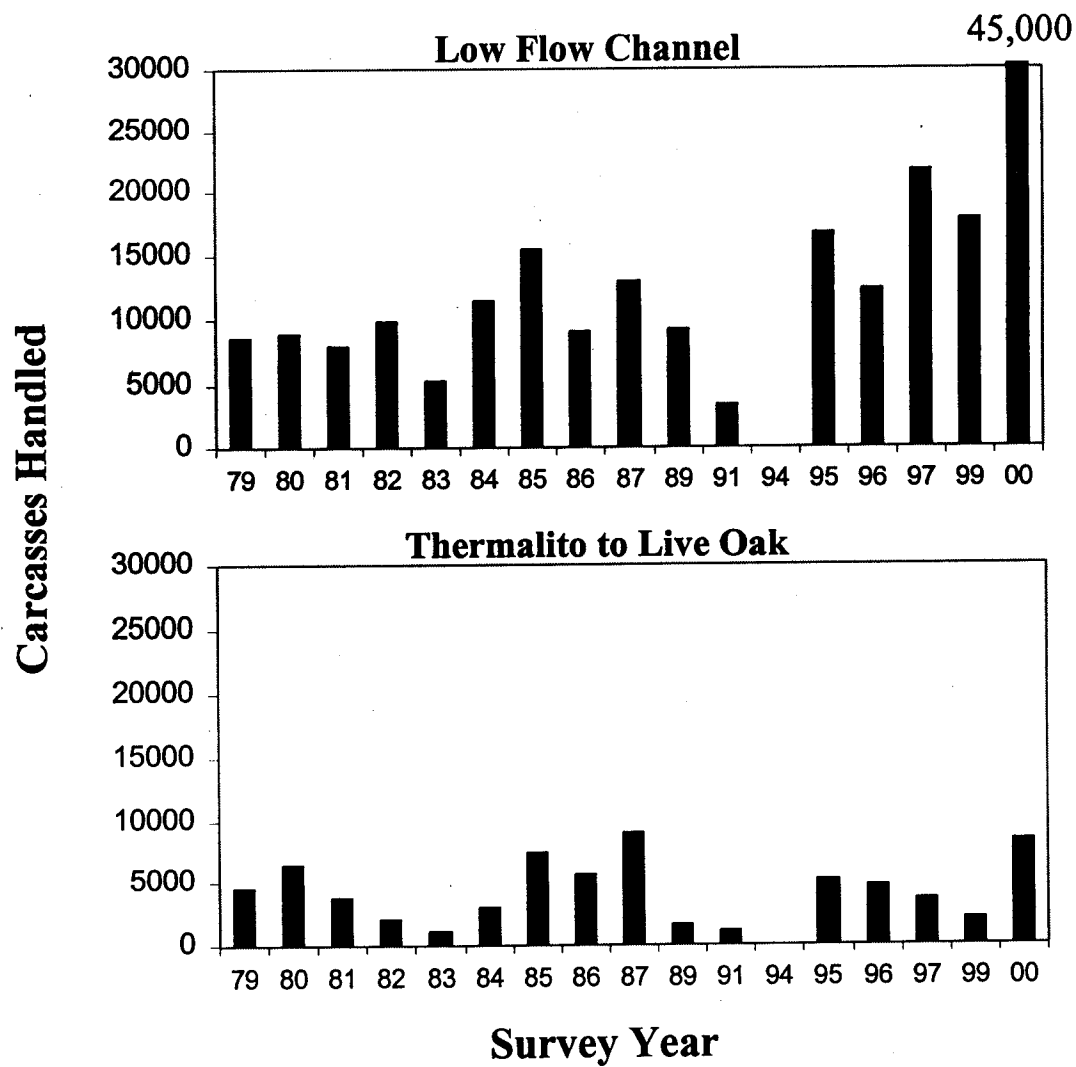 45,000
Low Flow Channel
30000
25000
20000
15000
10000
5000
0
79 80 81 82 83 84 85 86 87 89 91 94 95 96 97 99 00
Carcasses Handled
Thermalito to Live Oak
30000
25000
20000
15000
10000
5000
0
79 80 81 82 83 84 85 86 87 89 91 94 95 96 97 99 00
Survey Year